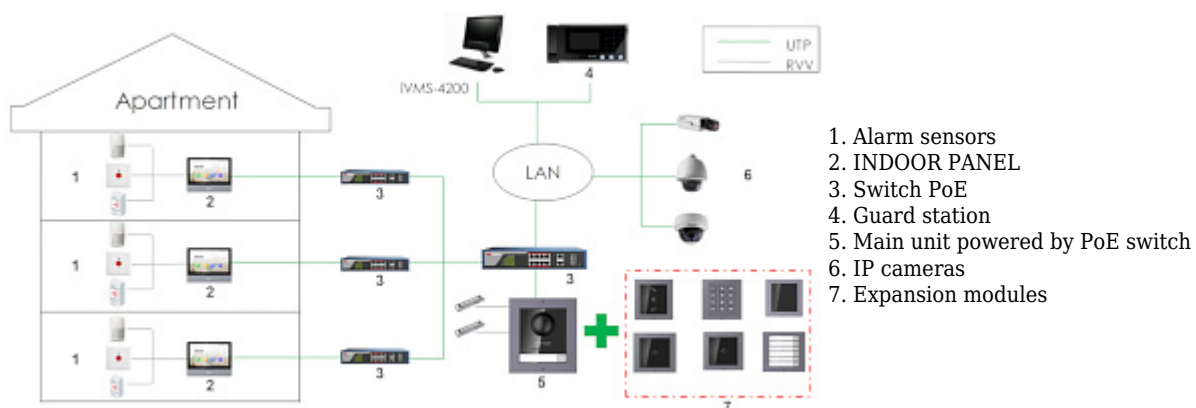 UTP
RVV
IVMS-4200
4
Apartment
LAN
1
2
3
6
1
2
3
3
1
2
3
5
7
1. Alarm sensors
2. INDOOR PANEL
3. Switch PoE
4. Guard station
5. Main unit powered by PoE switch
6. IP cameras
7. Expansion modules